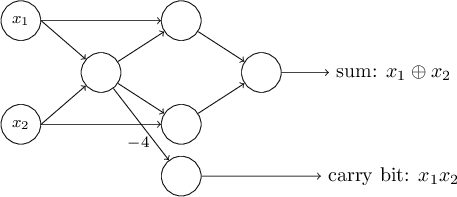 x₁
sum: x₁ ⊕ x₂
x₂
−4
carry bit: x₁x₂